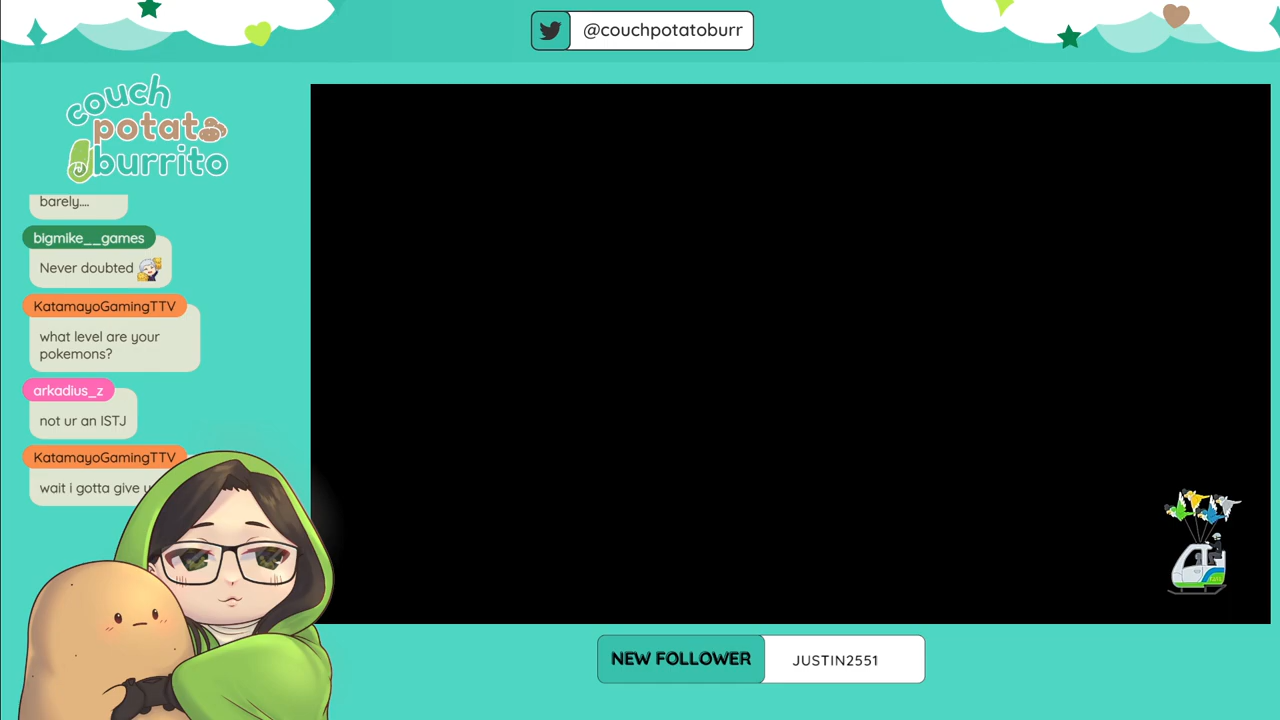 @couchpotatoburr
couch
potato
burrito
barely....
bigmike__games
Never doubted
KatamayoGamingTTV
what level are your
pokemons?
arkadius_z
not ur an ISTJ
KatamayoGamingTTV
wait i gotta give
NEW FOLLOWER
JUSTIN2551